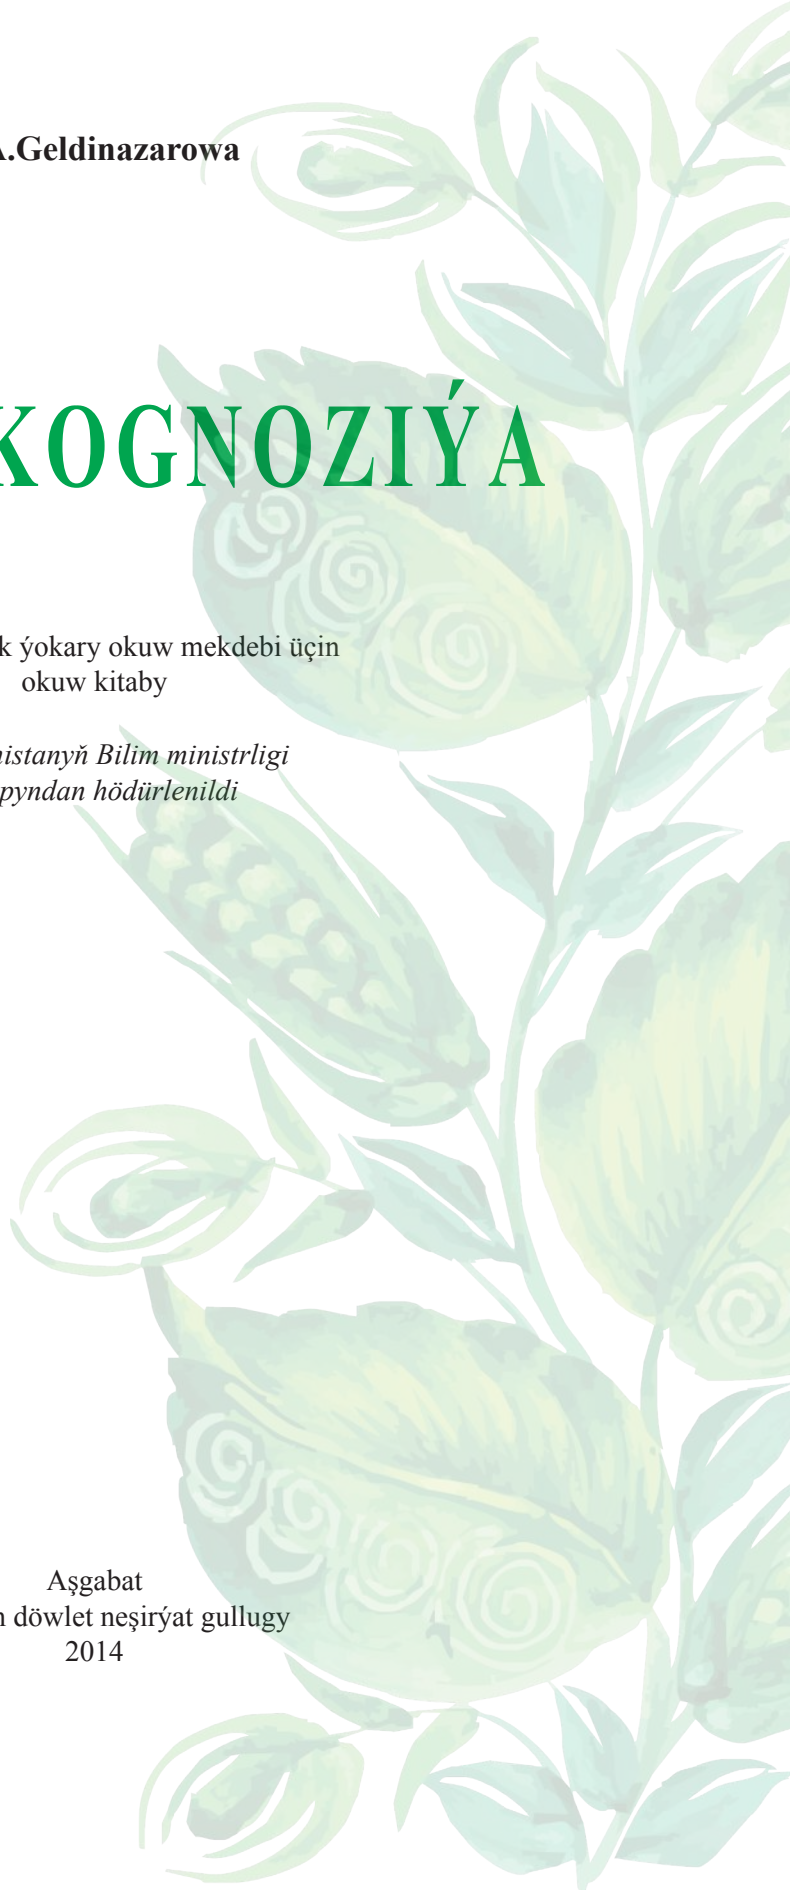 A.Geldinazarowa
KOGNOZIÝA
k ýokary okuw mekdebi üçin
okuw kitaby
nistanyň Bilim ministrligi
pyndan hödürlenildi
Aşgabat
n döwlet neşirýat gullugy
2014